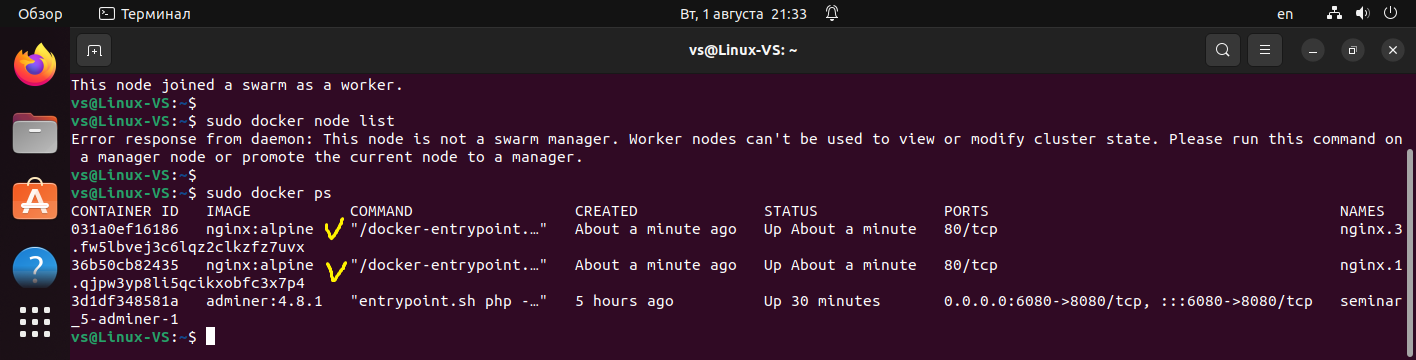 Обзор Терминал Вт, 1 августа 21:33 en
vs@Linux-VS: ~
This node joined a swarm as a worker.
vs@Linux-VS:~$
vs@Linux-VS:~$ sudo docker node list
Error response from daemon: This node is not a swarm manager. Worker nodes can't be used to view or modify cluster state. Please run this command on
 a manager node or promote the current node to a manager.
vs@Linux-VS:~$
vs@Linux-VS:~$ sudo docker ps
CONTAINER ID   IMAGE           COMMAND                  CREATED              STATUS              PORTS                                       NAMES
031a0ef16186   nginx:alpine    "/docker-entrypoint.…"   About a minute ago   Up About a minute   80/tcp                                      nginx.3
.fw5lbvej3c6lqz2clkzfz7uvx
36b50cb82435   nginx:alpine    "/docker-entrypoint.…"   About a minute ago   Up About a minute   80/tcp                                      nginx.1
.qjpw3yp8li5qcikxobfc3x7p4
3d1df348581a   adminer:4.8.1   "entrypoint.sh php -…"   5 hours ago          Up 30 minutes       0.0.0.0:6080->8080/tcp, :::6080->8080/tcp   seminar
_5-adminer-1
vs@Linux-VS:~$